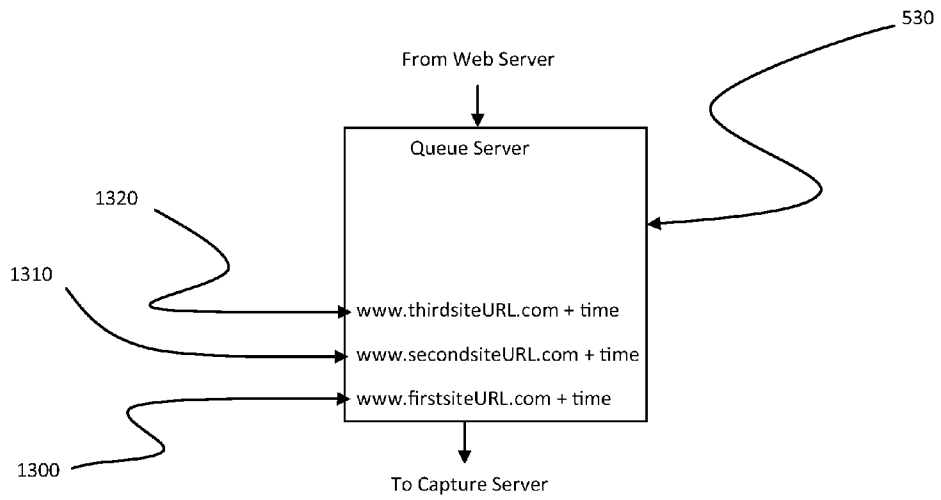 530
From Web Server
Queue Server
1320
1310
www.thirdsiteURL.com + time
www.secondsiteURL.com + time
www.firstsiteURL.com + time
1300
To Capture Server